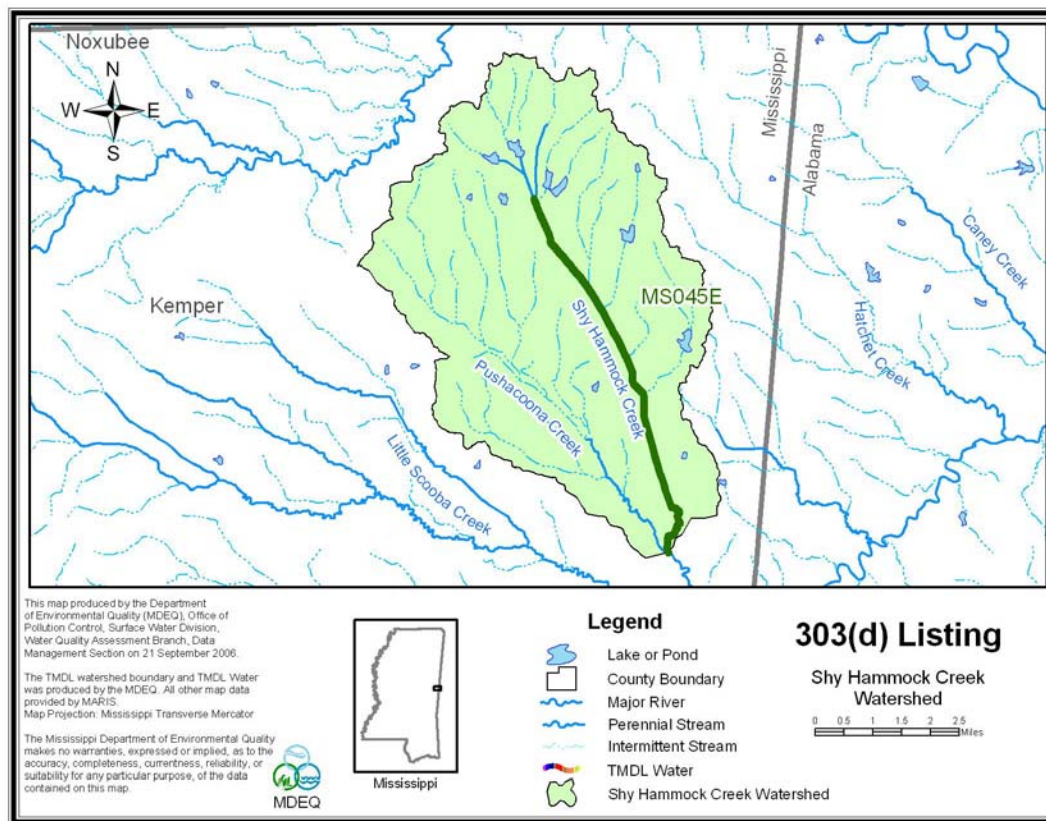 Noxubee
N
W E
S
Mississippi
Alabama
Caney Creek
Kemper
MS045E
Hatchet Creek
Shy Hammock Creek
Pushacoona Creek
Little Scooba Creek
This map produced by the Department
of Environmental Quality (MDEQ), Office of
Pollution Control, Surface Water Division,
Water Quality Assessment Branch, Data
Management Section on 21 September 2006.
The TMDL watershed boundary and TMDL Water
was produced by the MDEQ. All other map data
provided by MARIS.
Map Projection: Mississippi Transverse Mercator
The Mississippi Department of Environmental Quality
makes no warranties, expressed or implied, as to the
accuracy, completeness, currentness, reliability, or
suitability for any particular purpose, of the data
contained on this map.
MDEQ
Mississippi
Legend
Lake or Pond
County Boundary
Major River
Perennial Stream
Intermittent Stream
TMDL Water
Shy Hammock Creek Watershed
303(d) Listing
Shy Hammock Creek
Watershed
0 0.5 1 1.5 2 2.5
Miles